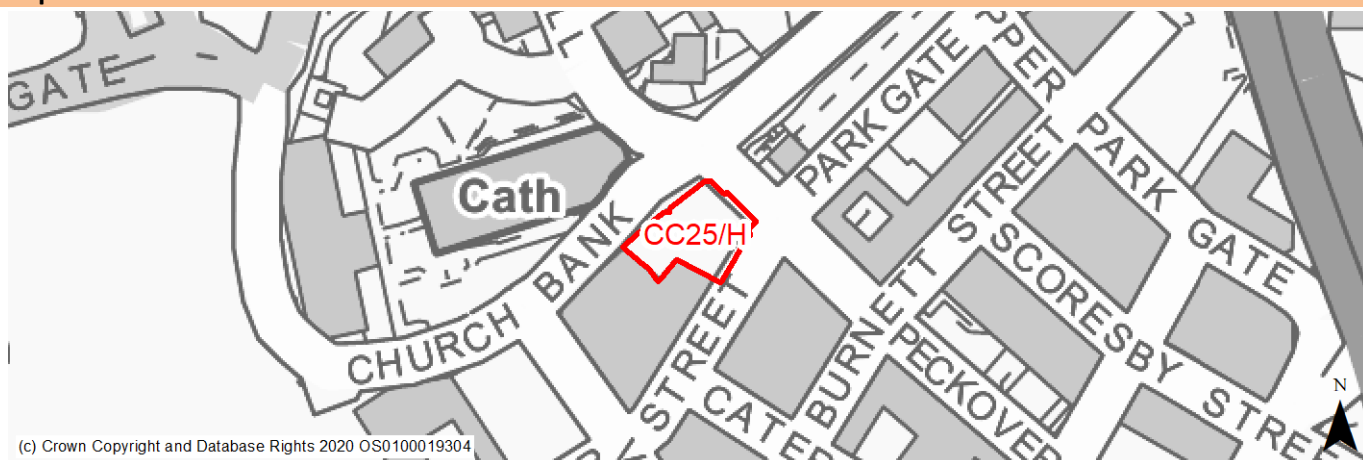 GATE
Cath
CC25/H
CHURCH BANK
STREET
PARK GATE
PPER PARK GATE
BURNETT STREET
SCORESBY STREET
PECKOVER
CATER
STRE
N
(c) Crown Copyright and Database Rights 2020 OS0100019304